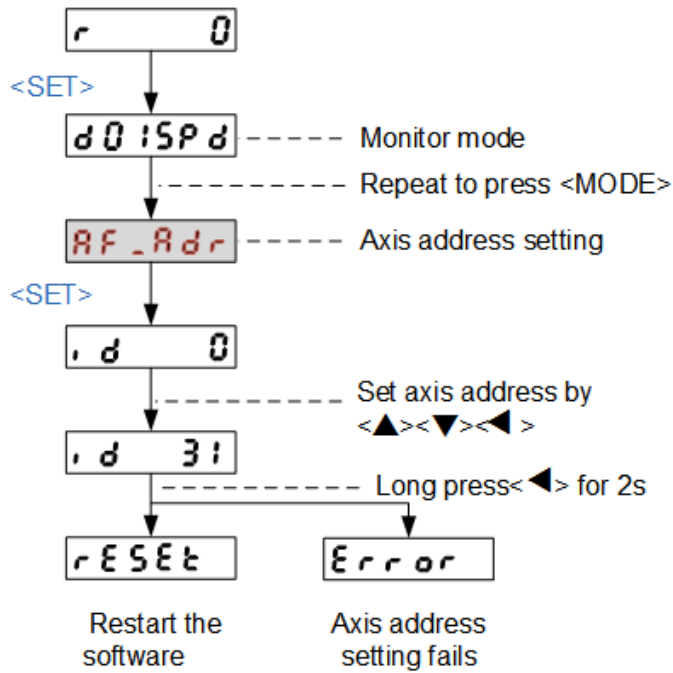 r 0
<SET>
d01SPd
Monitor mode
Repeat to press <MODE>
AF_Adr
Axis address setting
<SET>
id 0
Set axis address by
<▲><▼><◀ >
id 31
Long press<◀> for 2s
rESEt
Error
Restart the
software
Axis address
setting fails